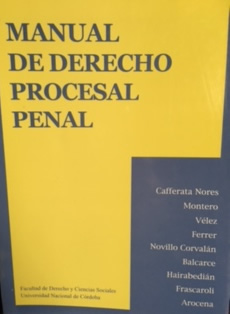 MANUAL
DE DERECHO
PROCESAL
PENAL
Cafferata Nores
Montero
Vélez
Ferrer
Novillo Corvalán
Balcarce
Hairabedián
Frascaroli
Arocena
Facultad de Derecho y Ciencias Sociales
Universidad Nacional de Córdoba